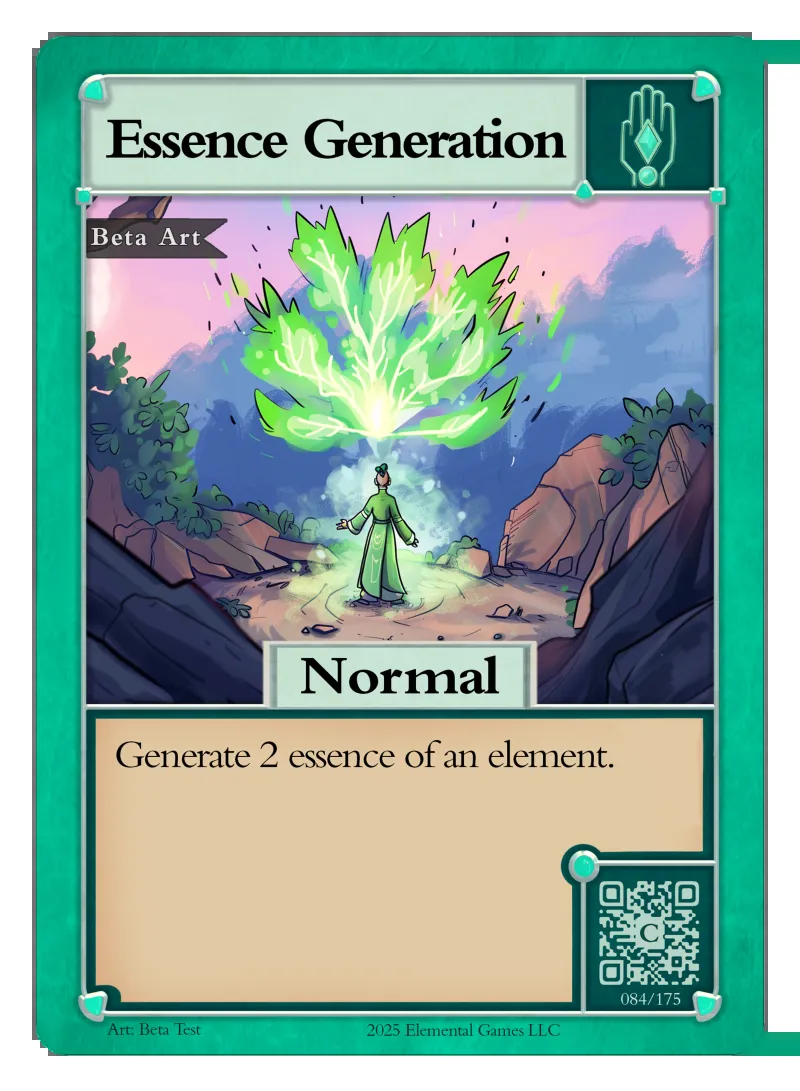 Essence Generation
Beta Art
Normal
Generate 2 essence of an element.
C
084/175
Art: Beta Test
2025 Elemental Games LLC